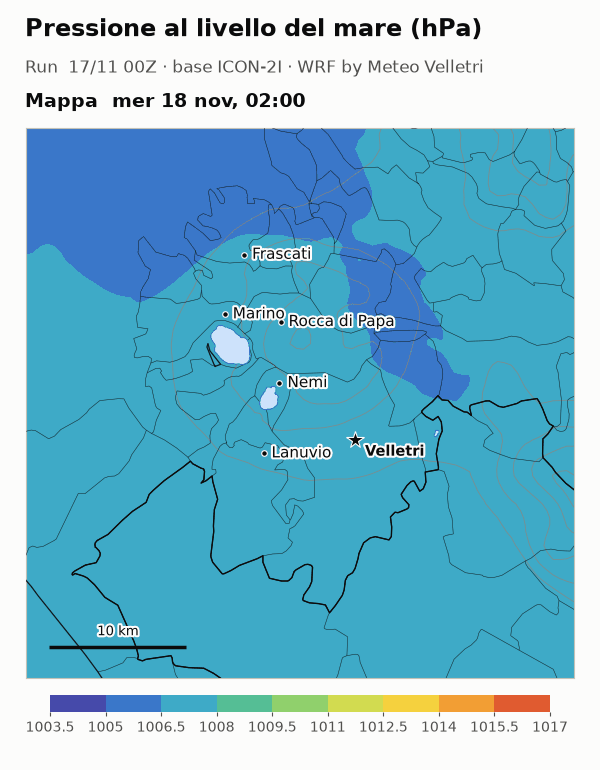 Pressione al livello del mare (hPa)
Run  17/11 00Z · base ICON-2I · WRF by Meteo Velletri
Mappa  mer 18 nov, 02:00
Frascati
Marino
Rocca di Papa
Nemi
Velletri
Lanuvio
10 km
1003.5 1005 1006.5 1008 1009.5 1011 1012.5 1014 1015.5 1017